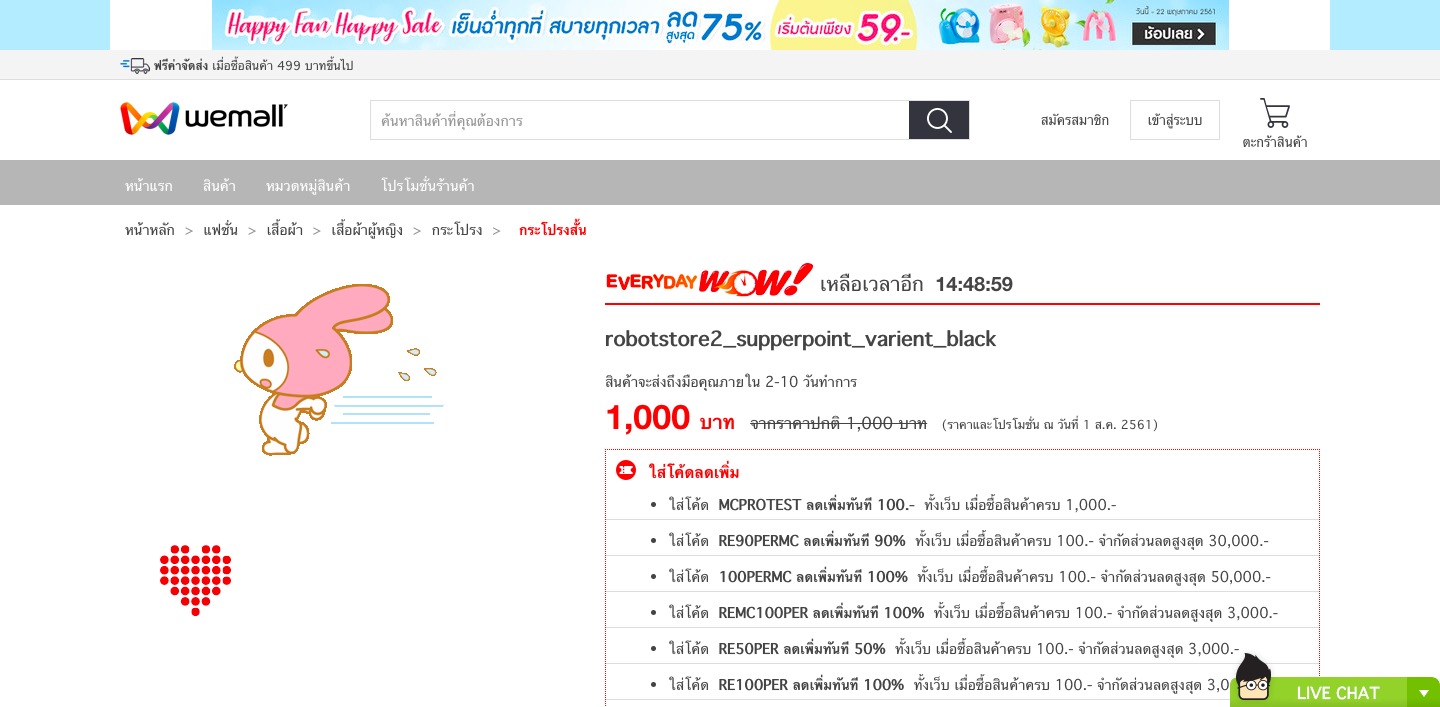 Happy Fan Happy Sale เย็นฉ่ำทุกที่ สบายทุกเวลา ลดสูงสุด 75% เริ่มต้นเพียง 59.- วันนี้ - 22 พฤษภาคม 2561
ช้อปเลย
ฟรีค่าจัดส่ง เมื่อซื้อสินค้า 499 บาทขึ้นไป
wemall
ค้นหาสินค้าที่คุณต้องการ
สมัครสมาชิก
เข้าสู่ระบบ
ตะกร้าสินค้า
หน้าแรก สินค้า หมวดหมู่สินค้า โปรโมชั่นร้านค้า
หน้าหลัก > แฟชั่น > เสื้อผ้า > เสื้อผ้าผู้หญิง > กระโปรง > กระโปรงสั้น
EVERYDAY WOW! เหลือเวลาอีก 14:48:59
robotstore2_supperpoint_varient_black
สินค้าจะส่งถึงมือคุณภายใน 2-10 วันทำการ
1,000 บาท จากราคาปกติ 1,000 บาท (ราคาและโปรโมชั่น ณ วันที่ 1 ส.ค. 2561)
ใส่โค้ดลดเพิ่ม
• ใส่โค้ด MCPROTEST ลดเพิ่มทันที 100.- ทั้งเว็บ เมื่อซื้อสินค้าครบ 1,000.-
• ใส่โค้ด RE90PERMC ลดเพิ่มทันที 90% ทั้งเว็บ เมื่อซื้อสินค้าครบ 100.- จำกัดส่วนลดสูงสุด 30,000.-
• ใส่โค้ด 100PERMC ลดเพิ่มทันที 100% ทั้งเว็บ เมื่อซื้อสินค้าครบ 100.- จำกัดส่วนลดสูงสุด 50,000.-
• ใส่โค้ด REMC100PER ลดเพิ่มทันที 100% ทั้งเว็บ เมื่อซื้อสินค้าครบ 100.- จำกัดส่วนลดสูงสุด 3,000.-
• ใส่โค้ด RE50PER ลดเพิ่มทันที 50% ทั้งเว็บ เมื่อซื้อสินค้าครบ 100.- จำกัดส่วนลดสูงสุด 3,000.-
• ใส่โค้ด RE100PER ลดเพิ่มทันที 100% ทั้งเว็บ เมื่อซื้อสินค้าครบ 100.- จำกัดส่วนลดสูงสุด
LIVE CHAT